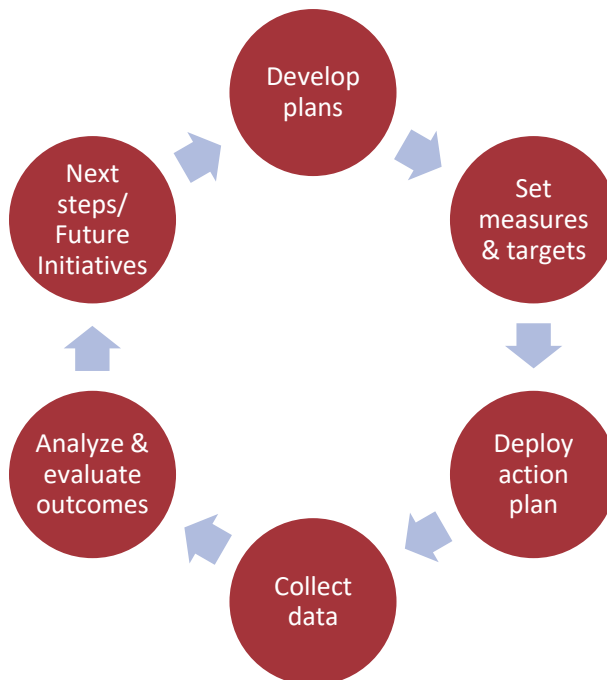 Develop
plans
Set
measures
& targets
Deploy
action
plan
Collect
data
Analyze &
evaluate
outcomes
Next
steps/
Future
Initiatives